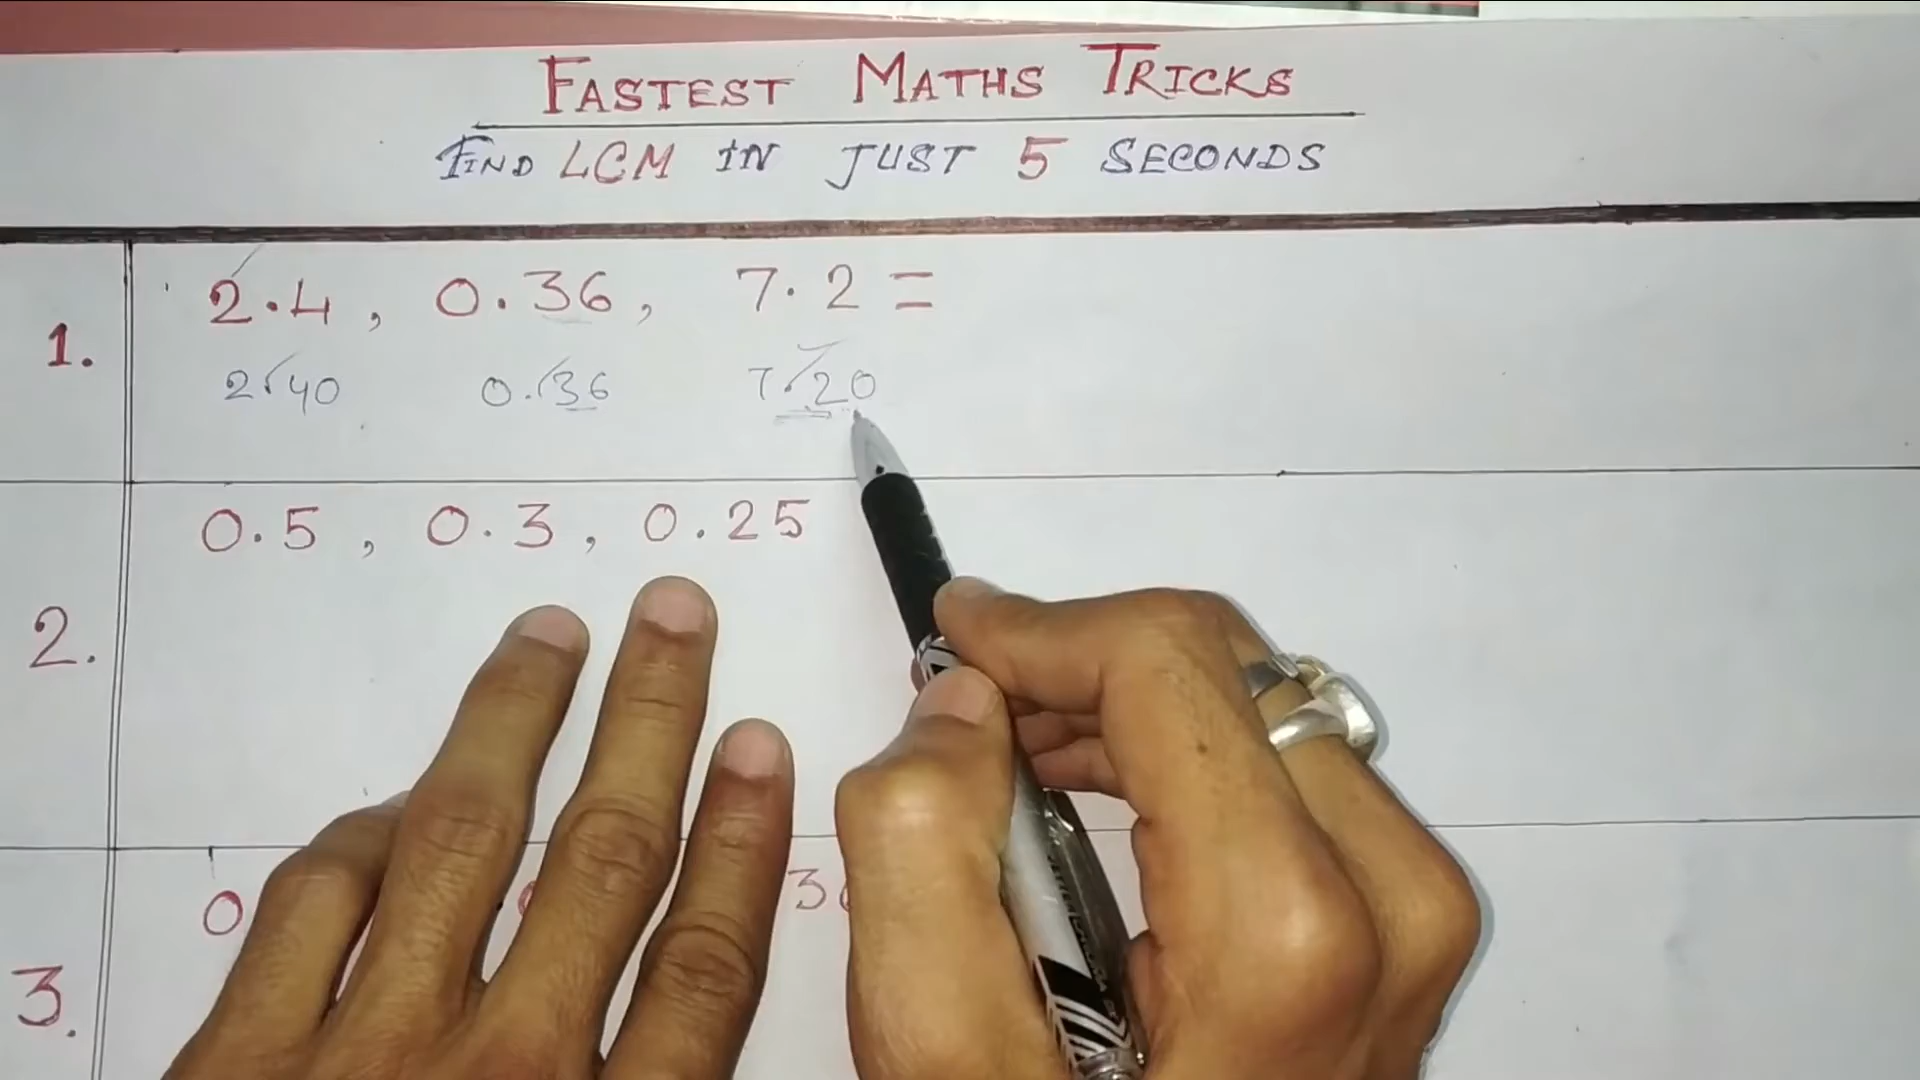 FASTEST MATHS TRICKS
FIND LCM IN JUST 5 SECONDS
1.
2.4, 0.36, 7.2=
2.40 0.36 7.20
2.
0.5, 0.3, 0.25
3.
0